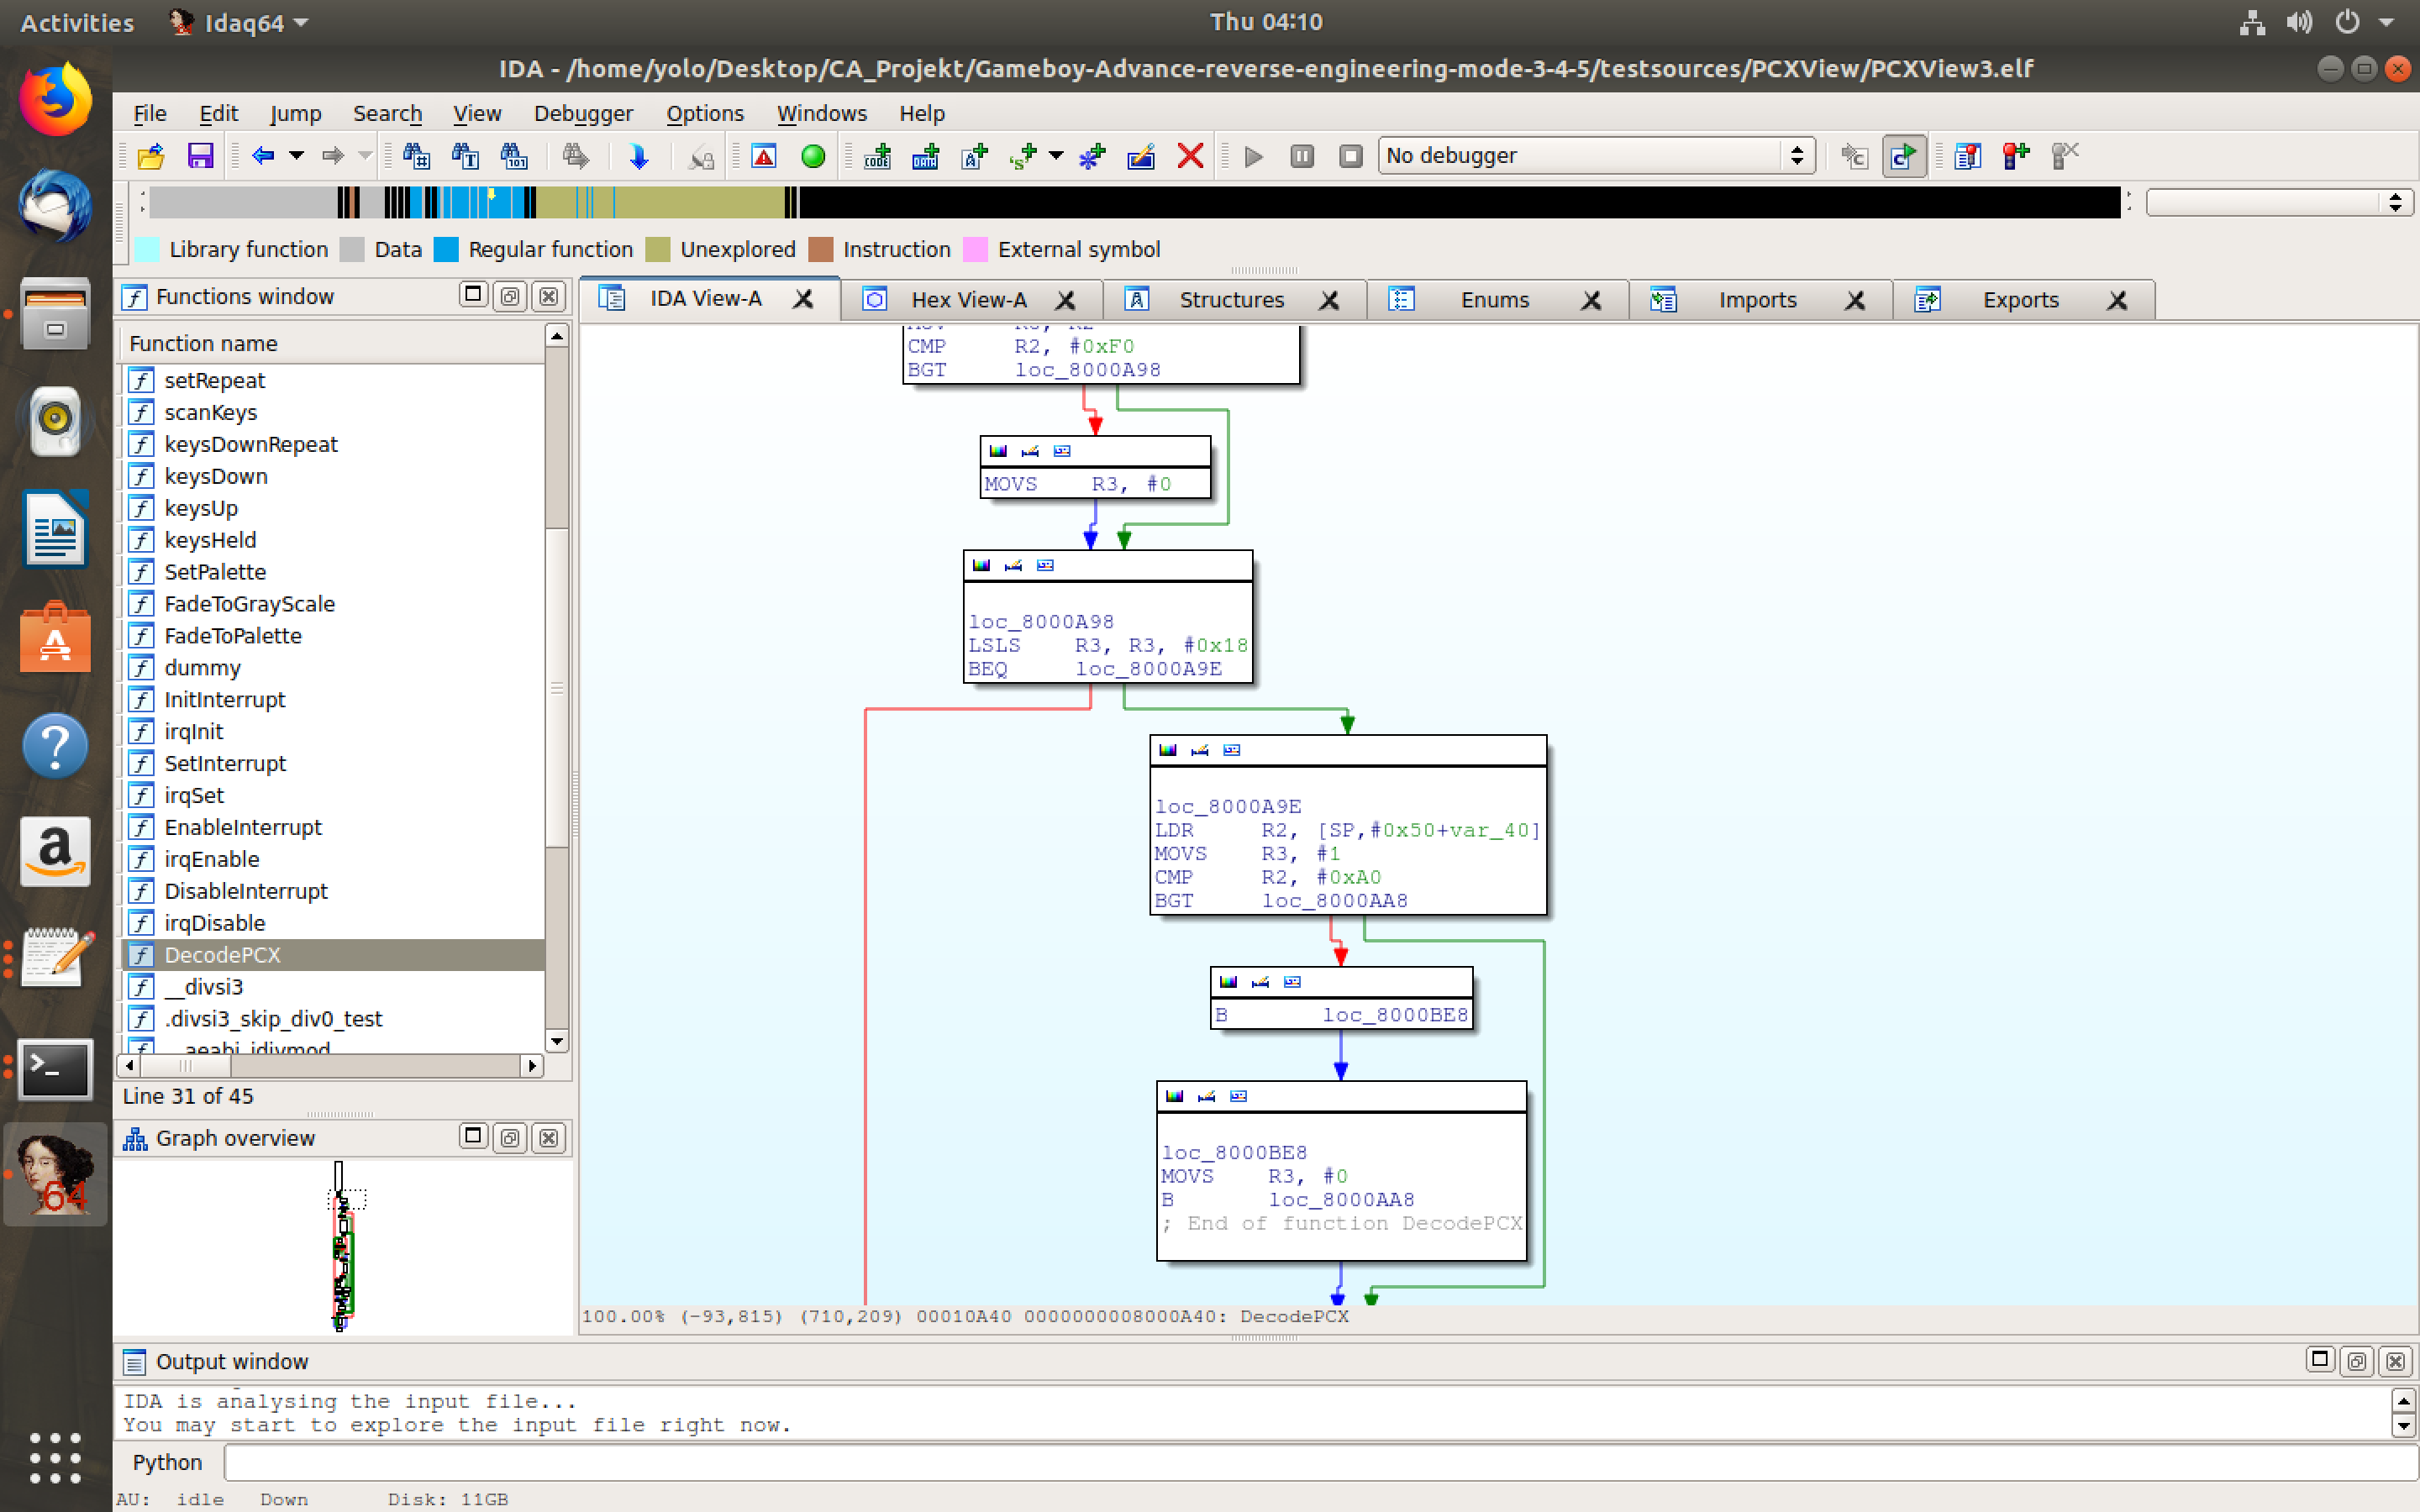 Activities
Idaq64
Thu 04:10
IDA - /home/yolo/Desktop/CA_Projekt/Gameboy-Advance-reverse-engineering-mode-3-4-5/testsources/PCXView/PCXView3.elf
File Edit Jump Search View Debugger Options Windows Help
No debugger
Library function Data Regular function Unexplored Instruction External symbol
Functions window
IDA View-A
Hex View-A
Structures
Enums
Imports
Exports
Function name
setRepeat
scanKeys
keysDownRepeat
keysDown
keysUp
keysHeld
SetPalette
FadeToGrayScale
FadeToPalette
dummy
InitInterrupt
irqInit
SetInterrupt
irqSet
EnableInterrupt
irqEnable
DisableInterrupt
irqDisable
DecodePCX
__divsi3
.divsi3_skip_div0_test
Line 31 of 45
Graph overview
CMP R2, #0xF0
BGT loc_8000A98
MOVS R3, #0
loc_8000A98
LSLS R3, R3, #0x18
BEQ loc_8000A9E
loc_8000A9E
LDR R2, [SP,#0x50+var_40]
MOVS R3, #1
CMP R2, #0xA0
BGT loc_8000AA8
B loc_8000BE8
loc_8000BE8
MOVS R3, #0
B loc_8000AA8
; End of function DecodePCX
100.00% (-93,815) (710,209) 00010A40 0000000008000A40: DecodePCX
Output window
IDA is analysing the input file...
You may start to explore the input file right now.
Python
AU: idle Down Disk: 11GB
64